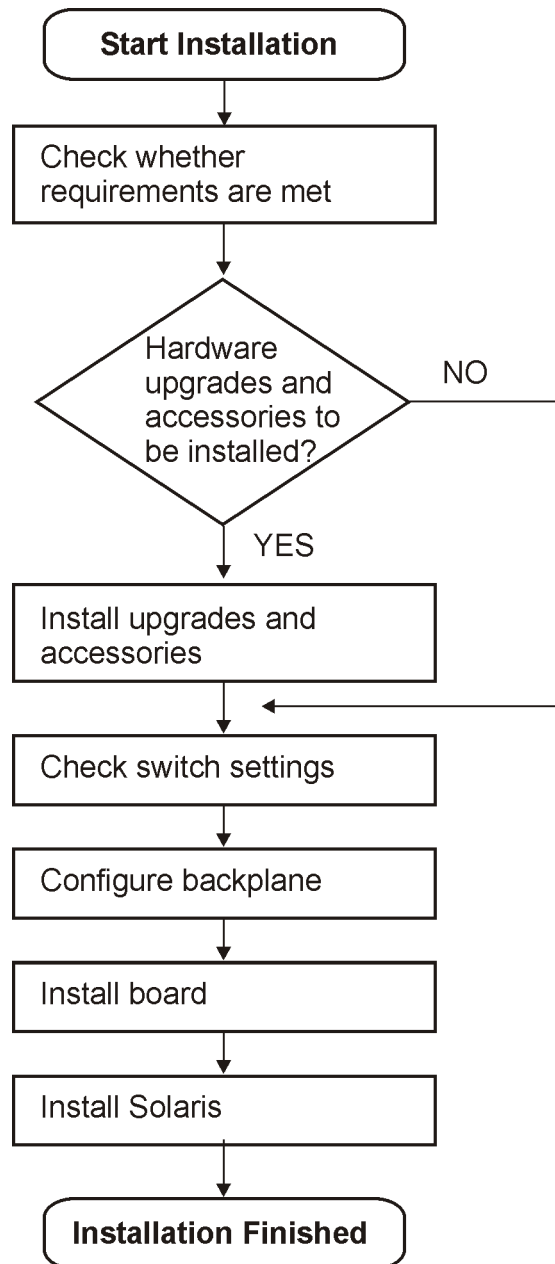 Start Installation
Check whether
requirements are met
Hardware
upgrades and
accessories to
be installed?
NO
YES
Install upgrades and
accessories
Check switch settings
Configure backplane
Install board
Install Solaris
Installation Finished